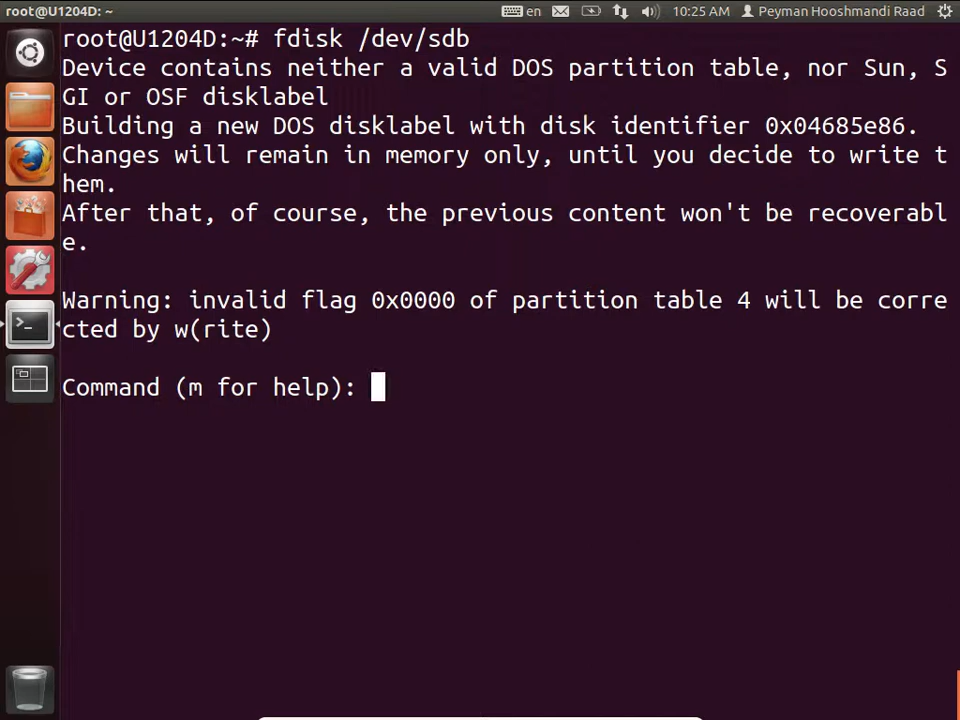 root@U1204D: ~
en
10:25 AM
Peyman Hooshmandi Raad
root@U1204D:~# fdisk /dev/sdb
Device contains neither a valid DOS partition table, nor Sun, S
GI or OSF disklabel
Building a new DOS disklabel with disk identifier 0x04685e86.
Changes will remain in memory only, until you decide to write t
hem.
After that, of course, the previous content won't be recoverabl
e.
Warning: invalid flag 0x0000 of partition table 4 will be corre
cted by w(rite)
Command (m for help):